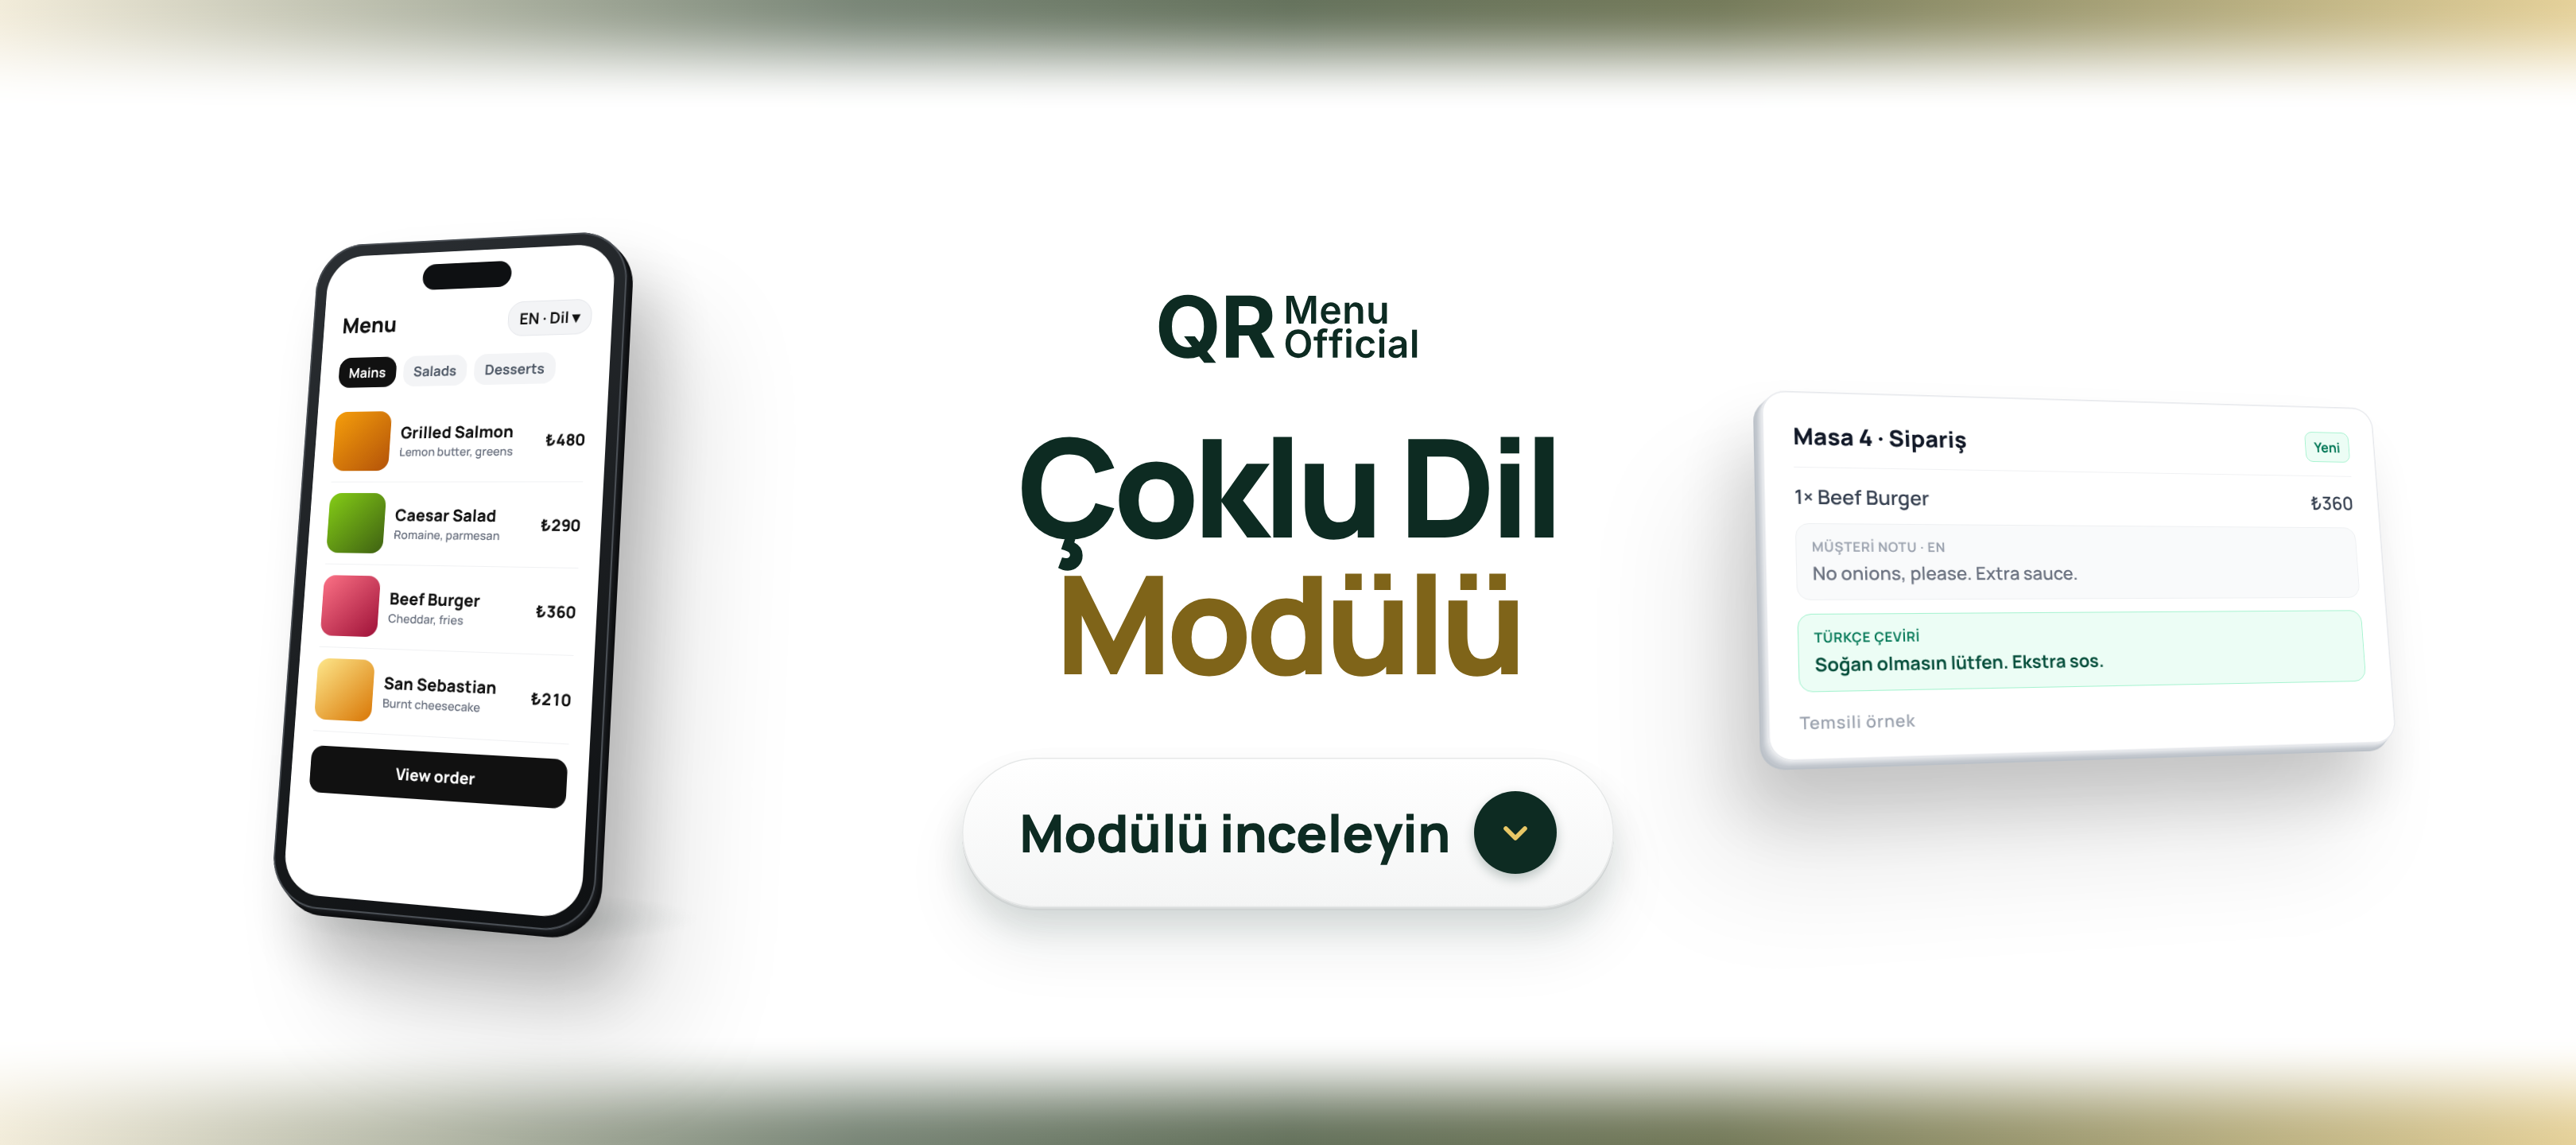 Menu
EN · Dil ▾
Mains
Salads
Desserts
Grilled Salmon
Lemon butter, greens
₺480
Caesar Salad
Romaine, parmesan
₺290
Beef Burger
Cheddar, fries
₺360
San Sebastian
Burnt cheesecake
₺210
View order
QR Menu
Official
Çoklu Dil
Modülü
Modülü inceleyin
Masa 4 · Sipariş
Yeni
1× Beef Burger
₺360
MÜŞTERİ NOTU · EN
No onions, please. Extra sauce.
TÜRKÇE ÇEVİRİ
Soğan olmasın lütfen. Ekstra sos.
Temsili örnek